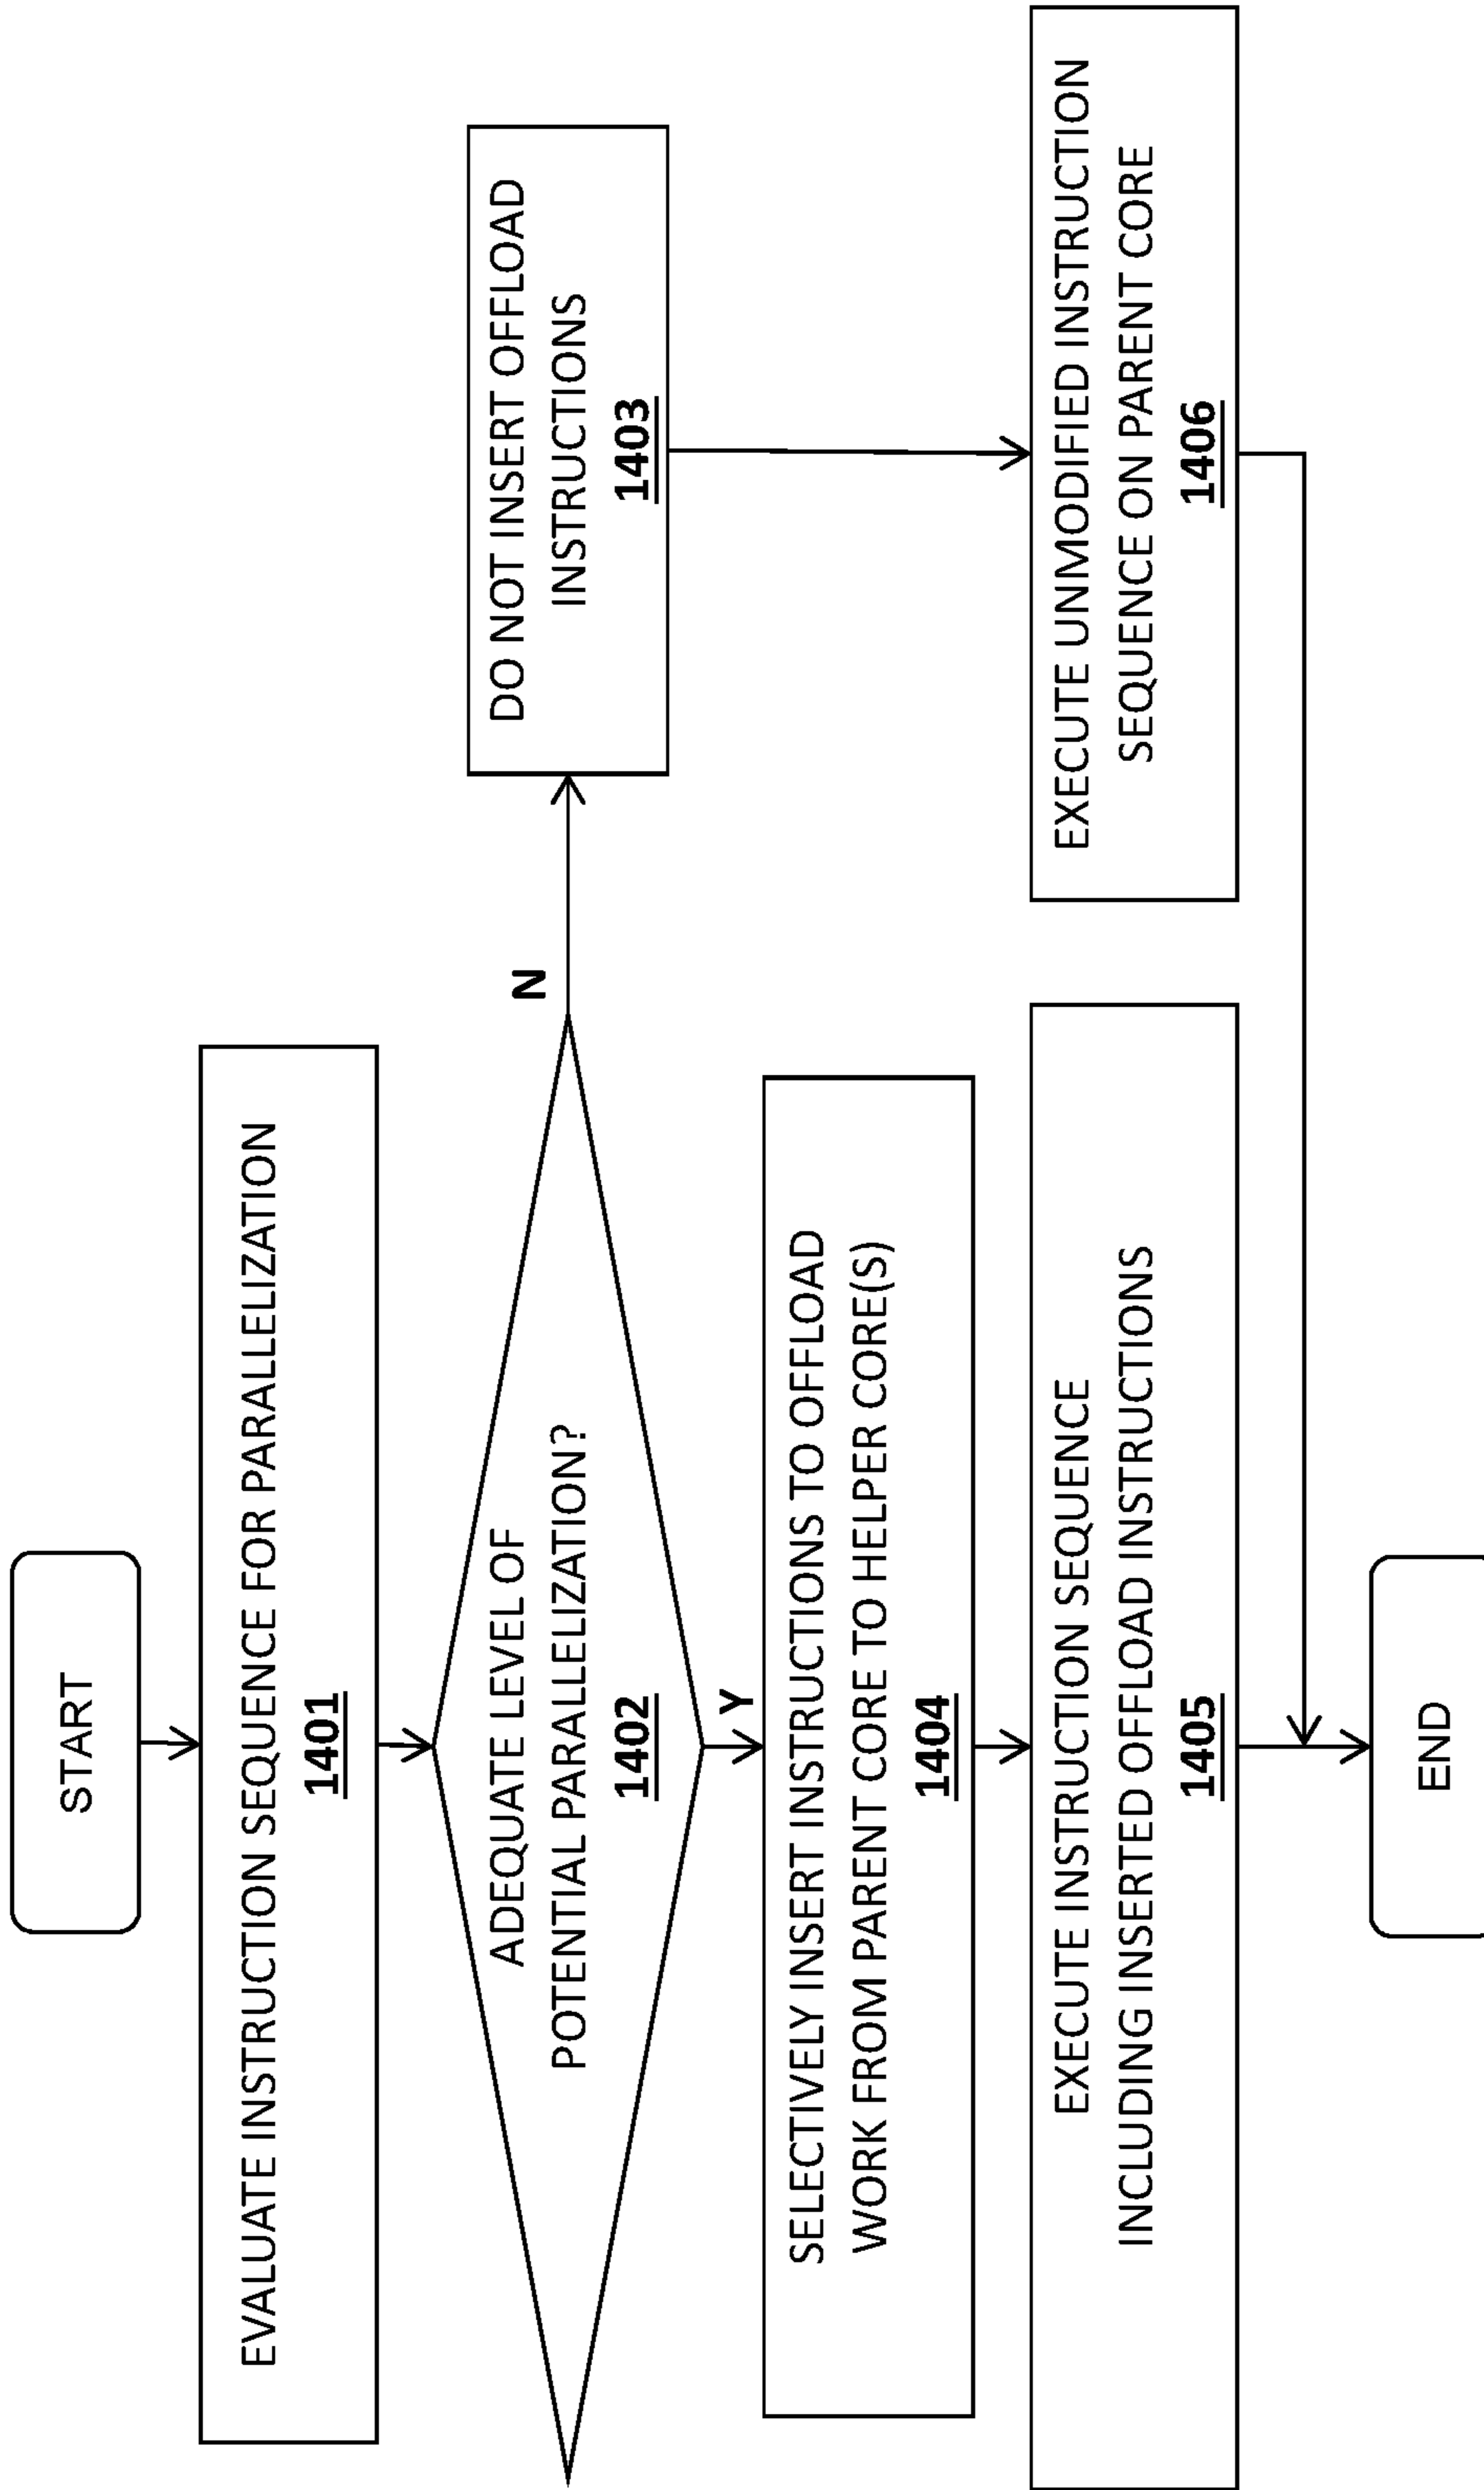 START
EVALUATE INSTRUCTION SEQUENCE FOR PARALLELIZATION
1401
ADEQUATE LEVEL OF
POTENTIAL PARALLELIZATION?
1402
N
DO NOT INSERT OFFLOAD
INSTRUCTIONS
1403
Y
SELECTIVELY INSERT INSTRUCTIONS TO OFFLOAD
WORK FROM PARENT CORE TO HELPER CORE(S)
1404
EXECUTE INSTRUCTION SEQUENCE
INCLUDING INSERTED OFFLOAD INSTRUCTIONS
1405
EXECUTE UNMODIFIED INSTRUCTION
SEQUENCE ON PARENT CORE
1406
END